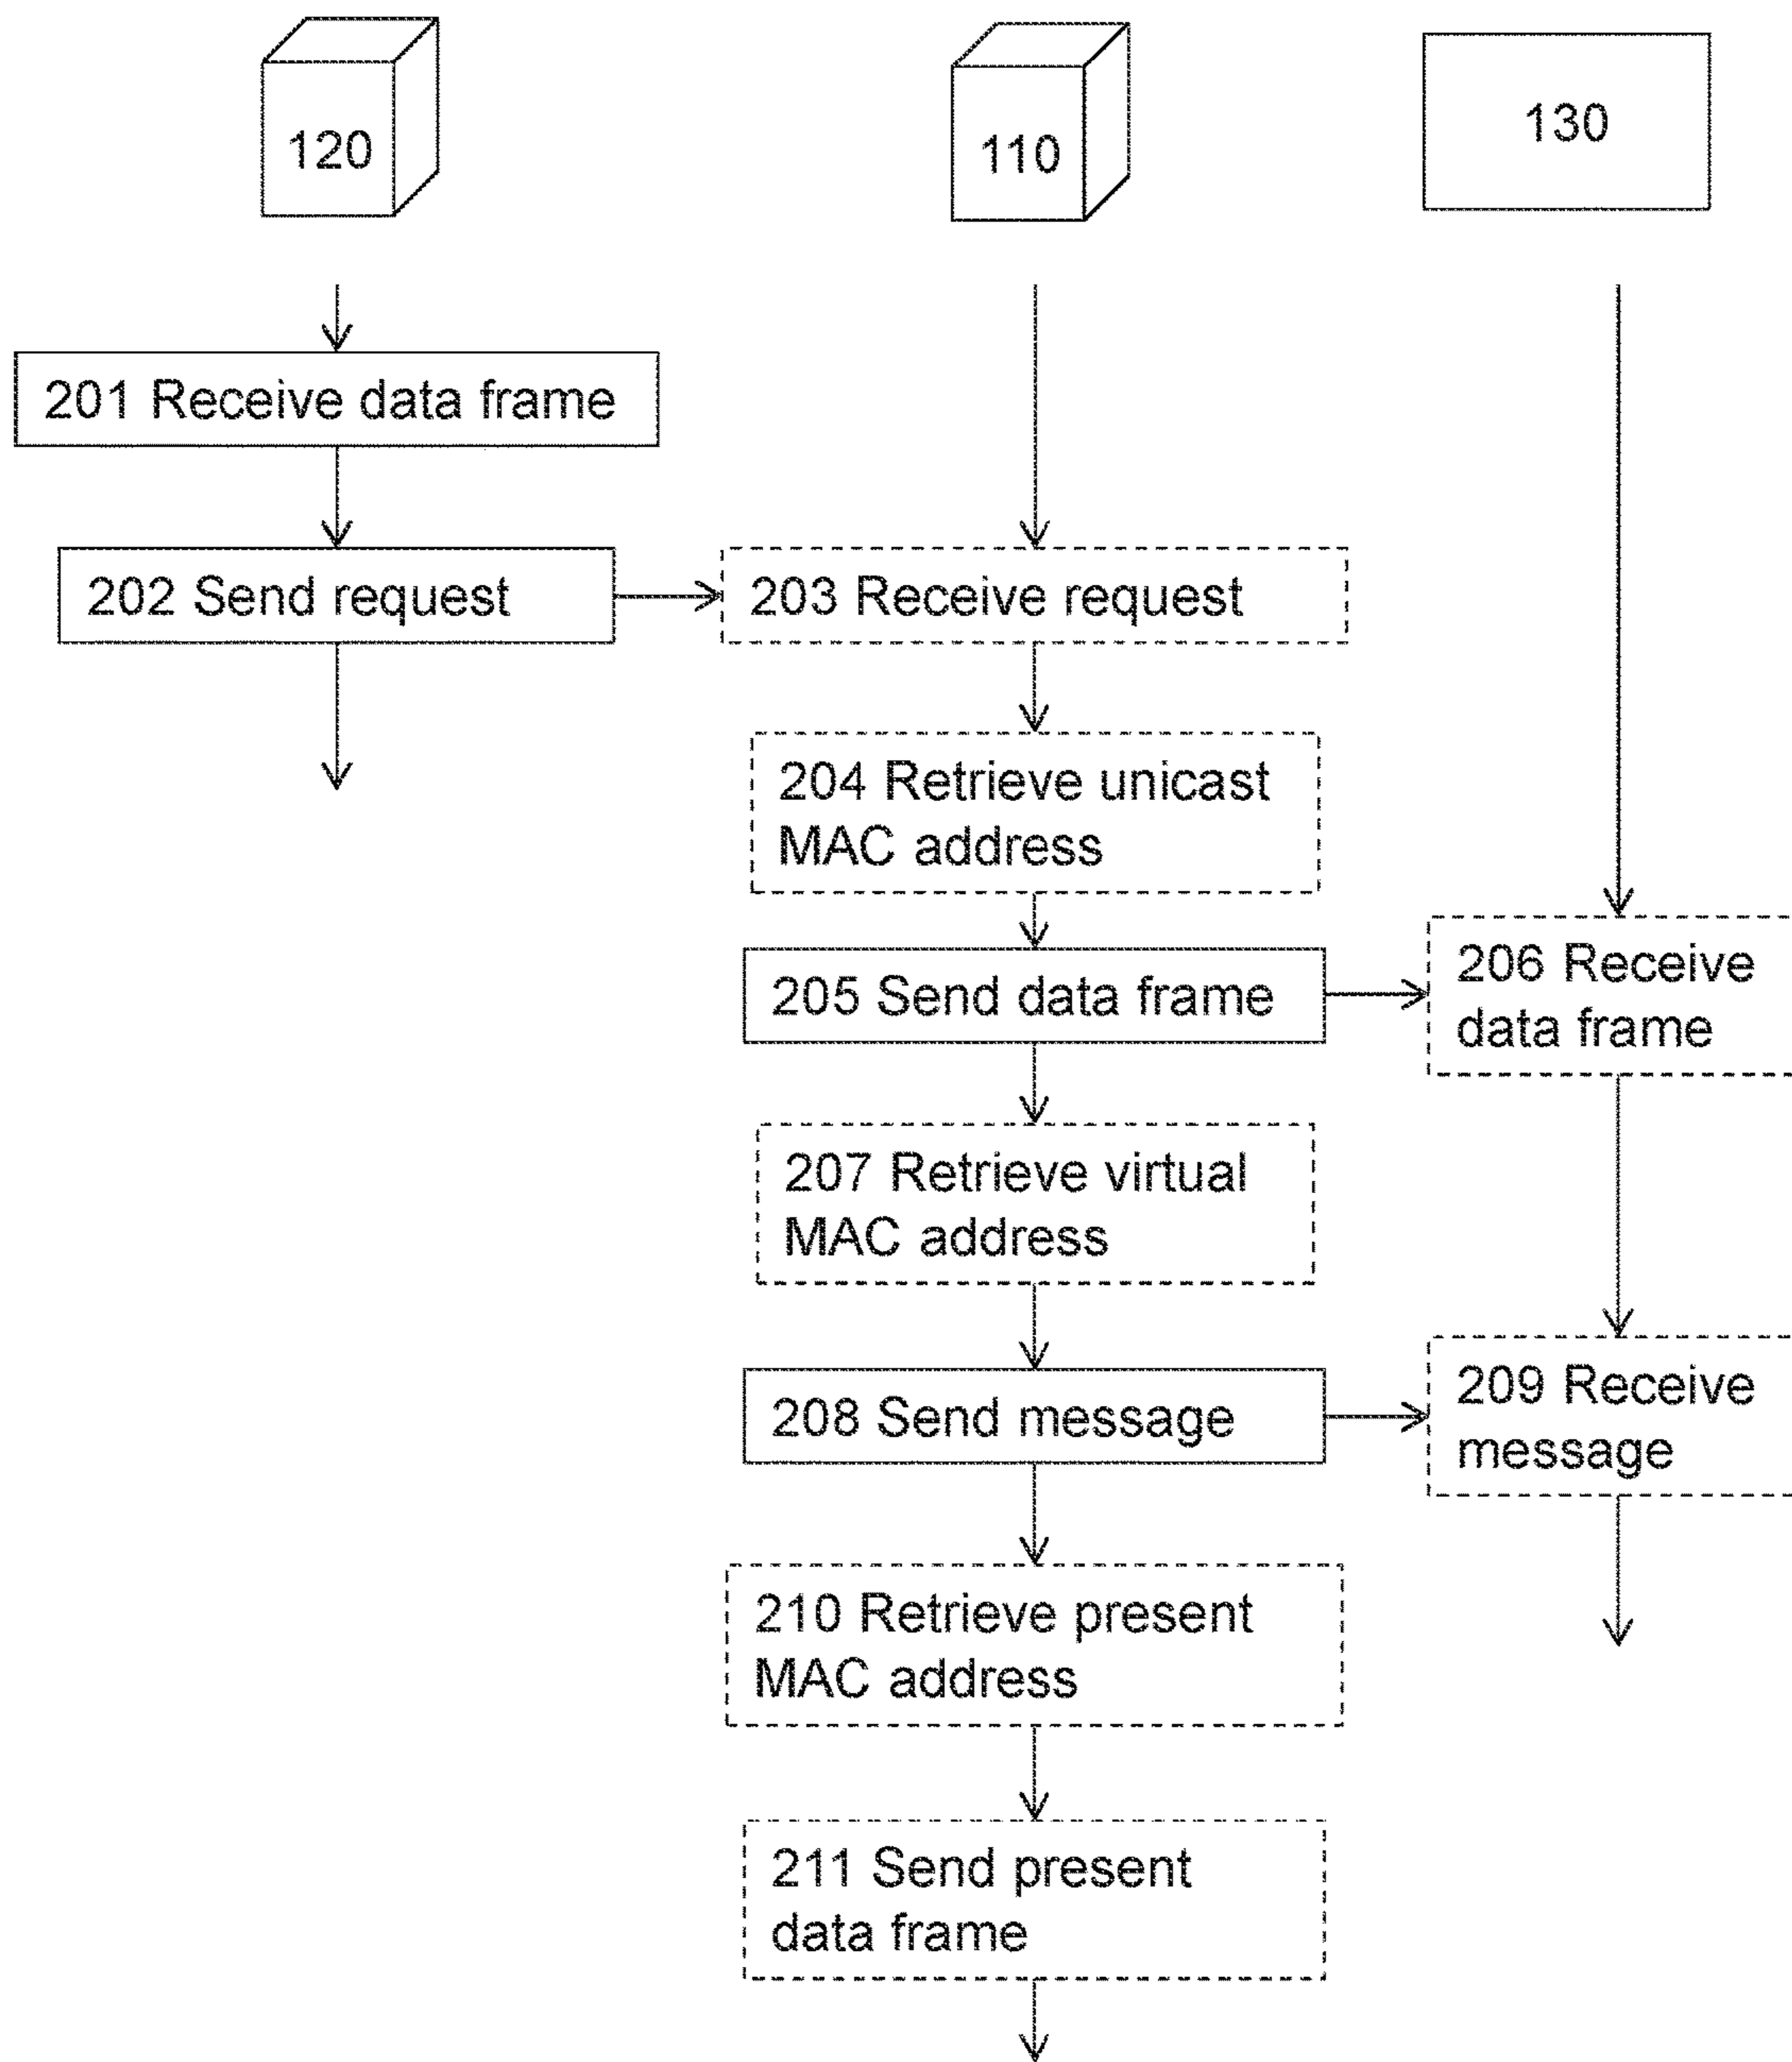 120
110
130
201 Receive data frame
202 Send request
203 Receive request
204 Retrieve unicast
MAC address
205 Send data frame
206 Receive
data frame
207 Retrieve virtual
MAC address
208 Send message
209 Receive
message
210 Retrieve present
MAC address
211 Send present
data frame